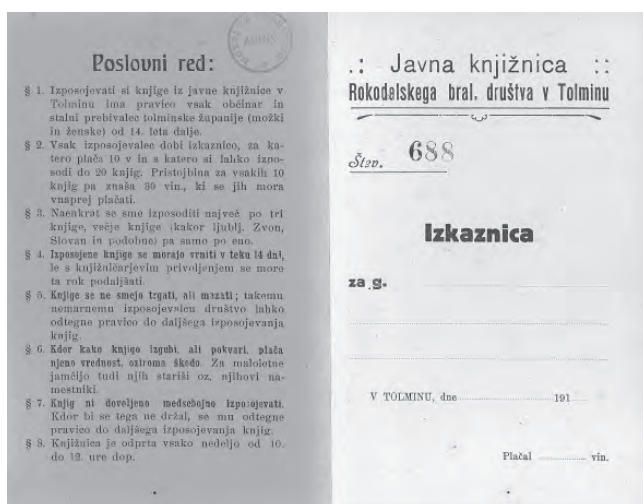 Poslovni red:
§ 1. Izposojevati si knjige iz javne knjižnice v
Tolminu ima pravico vsak občinar in
stalni prebivalec tolminske županije (možki
in ženske) od 14. leta dalje.
§ 2. Vsak izposojevalec dobi izkaznico, za ka-
tero plača 10 v in s katero si lahko izpo-
sodi do 20 knjig. Pristojbina za vsakih 10
knjig pa znaša 30 vin., ki se jih mora
vnaprej plačati.
§ 3. Naenkrat se sme izposoditi največ po tri
knjige, večje knjige (kakor ljublj. Zvon,
Slovan in podobne) pa samo po eno.
§ 4. Izposojene knjige se morajo vrniti v teku 14 dni,
le s knjižničarjevim privoljenjem se more
ta rok podaljšati.
§ 5. Knjige se ne smejo trgati, ali mazati; takemu
nemarnemu izposojevalcu društvo lahko
odtegne pravico do daljšega izposojevanja
knjig.
§ 6. Kdor kako knjigo izgubi, ali pokvari, plača
njeno vrednost, oziroma škodo. Za maloletne
jamčijo tudi njih stariši oz. njihovi na-
mestniki.
§ 7. Knjig ni dovoljeno medsebojno izposojevati.
Kdor bi se tega ne držal, se mu odtegne
pravico do daljšega izposojevanja knjig.
§ 8. Knjižnica je odprta vsako nedeljo od 10.
do 12. ure dop.
.: Javna knjižnica ::
Rokodelskega bral. društva v Tolminu
Štev. 688
Izkaznica
za g.
V TOLMINU, dne 191
Plačal vin.